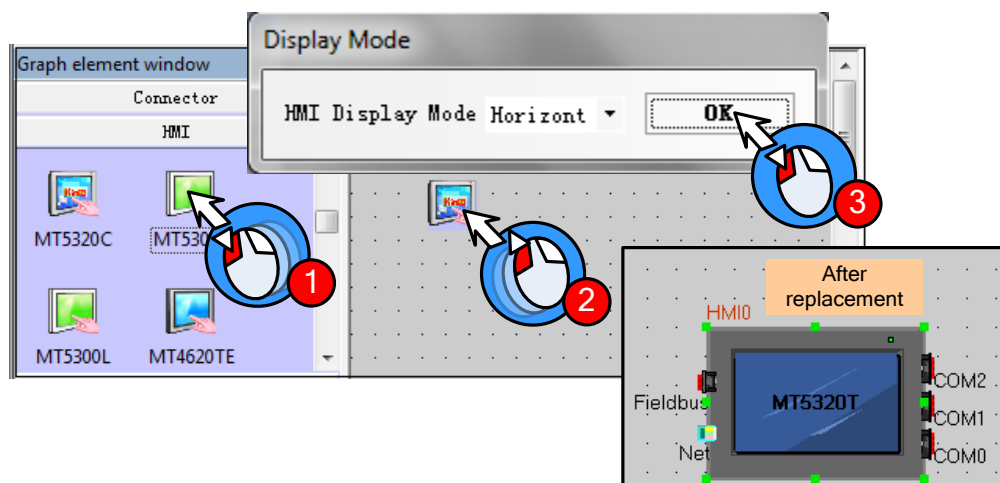 Display Mode
HMI Display Mode Horizont OK
Graph element window
Connector
HMI
MT5320C
MT530
MT5300L
MT4620TE
1
2
3
After
replacement
HMI0
COM2
Fieldbus
MT5320T
COM1
Net
COM0